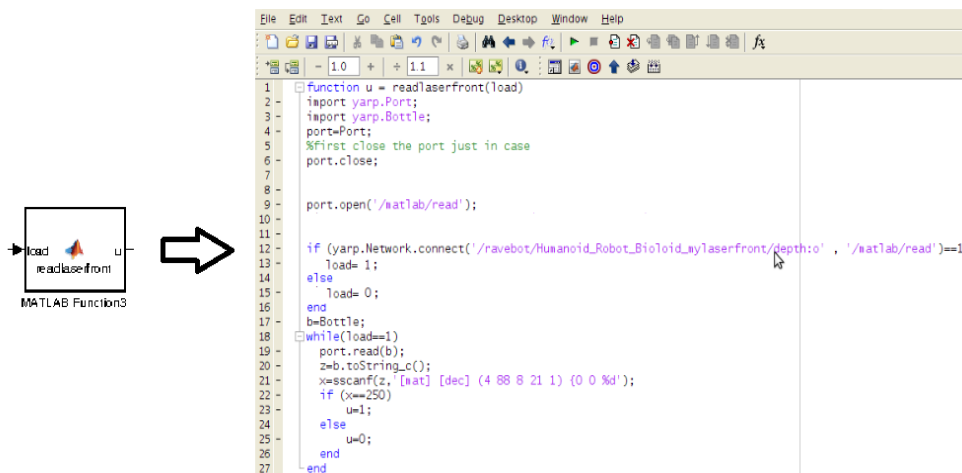 File Edit Text Go Cell Tools Debug Desktop Window Help
1.0
1.1
fx
1 function u = readlaserfront(load)
2 import yarp.Port;
3 import yarp.Bottle;
4 port=Port;
5 %first close the port just in case
6 port.close;
7
8
9 port.open('/matlab/read');
10
11
12 if (yarp.Network.connect('/ravebot/Humanoid_Robot_Bioloid_mylaserfront/depth:o' , '/matlab/read')==1
13 load= 1;
14 else
15 load= 0;
16 end
17 b=Bottle;
18 while(load==1)
19 port.read(b);
20 z=b.toString_c();
21 x=sscanf(z,'[mat] [dec] (4 88 8 21 1) {0 0 %d');
22 if (x==250)
23 u=1;
24 else
25 u=0;
26 end
27 end
load u
readlaserfront
MATLAB Function3